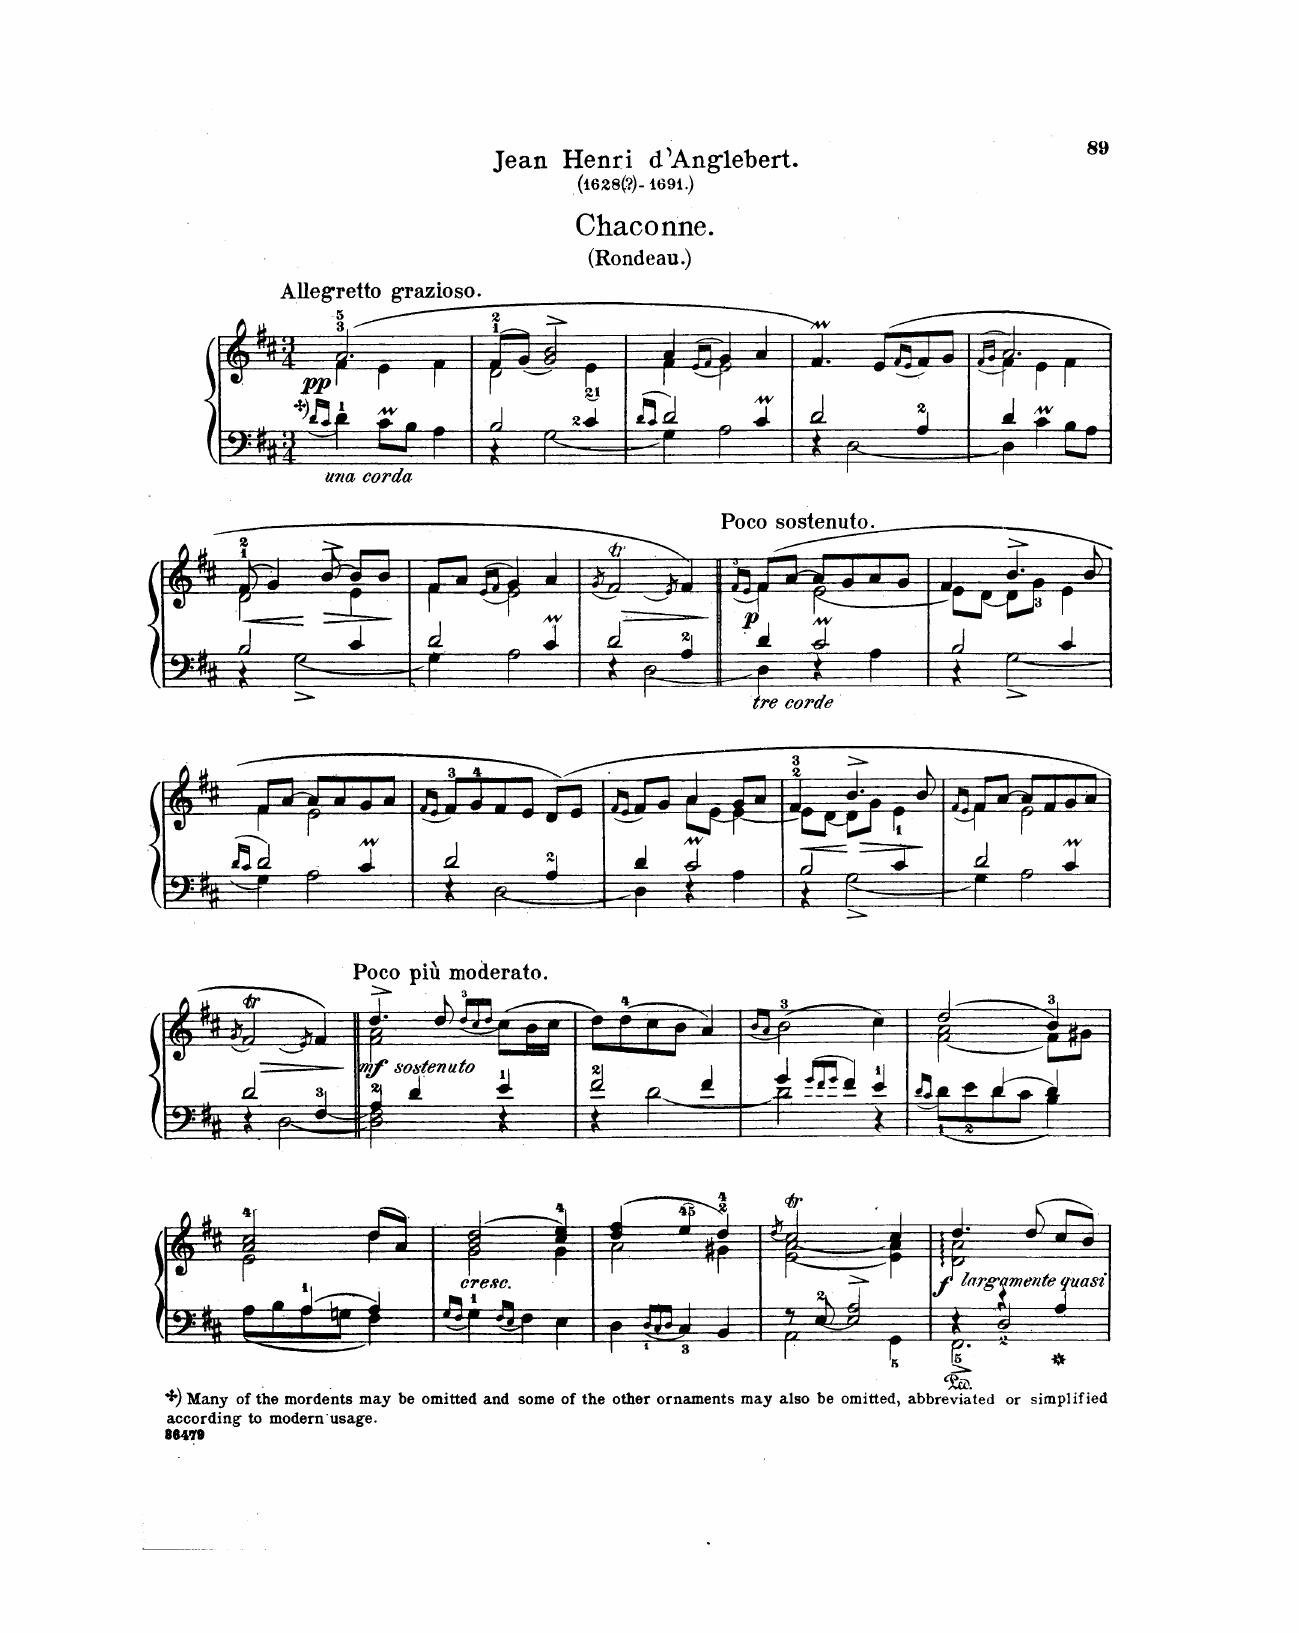 89
Jean Henri d'Anglebert.
(1628(?)- 1691.)
Chaconne.
(Rondeau.)
Allegretto grazioso.
pp
una corda
Poco sostenuto.
p
tre corde
Poco più moderato.
mf sostenuto
cresc.
f largamente quasi
*) Many of the mordents may be omitted and some of the other ornaments may also be omitted, abbreviated or simplified
according to modern usage.
36479